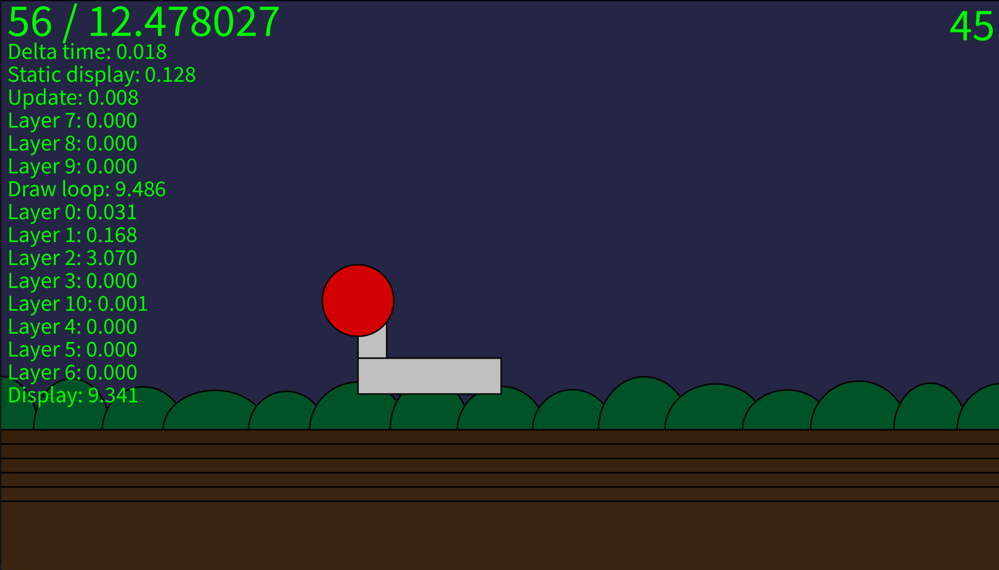 56 / 12.478027
45
Delta time: 0.018
Static display: 0.128
Update: 0.008
Layer 7: 0.000
Layer 8: 0.000
Layer 9: 0.000
Draw loop: 9.486
Layer 0: 0.031
Layer 1: 0.168
Layer 2: 3.070
Layer 3: 0.000
Layer 10: 0.001
Layer 4: 0.000
Layer 5: 0.000
Layer 6: 0.000
Display: 9.341